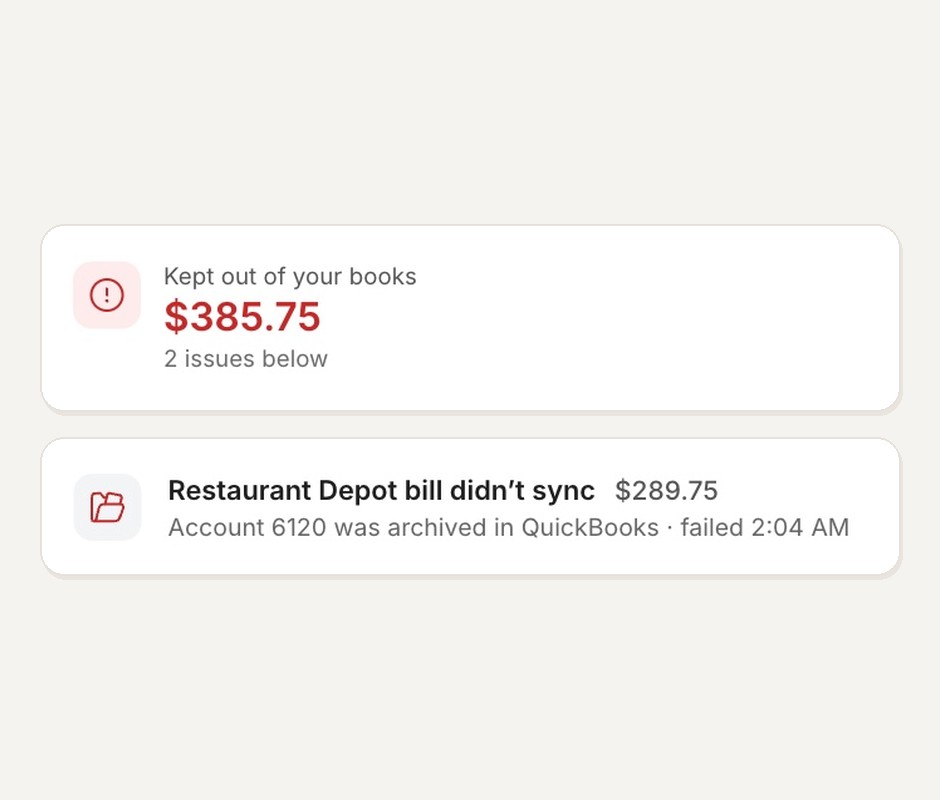 Kept out of your books
$385.75
2 issues below
Restaurant Depot bill didn’t sync $289.75
Account 6120 was archived in QuickBooks · failed 2:04 AM